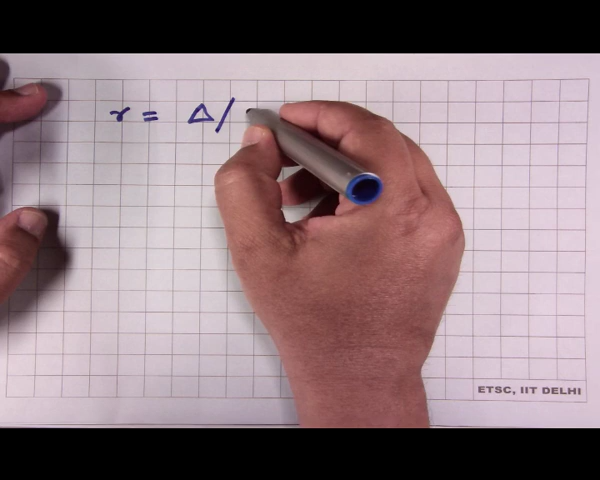 r = Δ/
ETSC, IIT DELHI